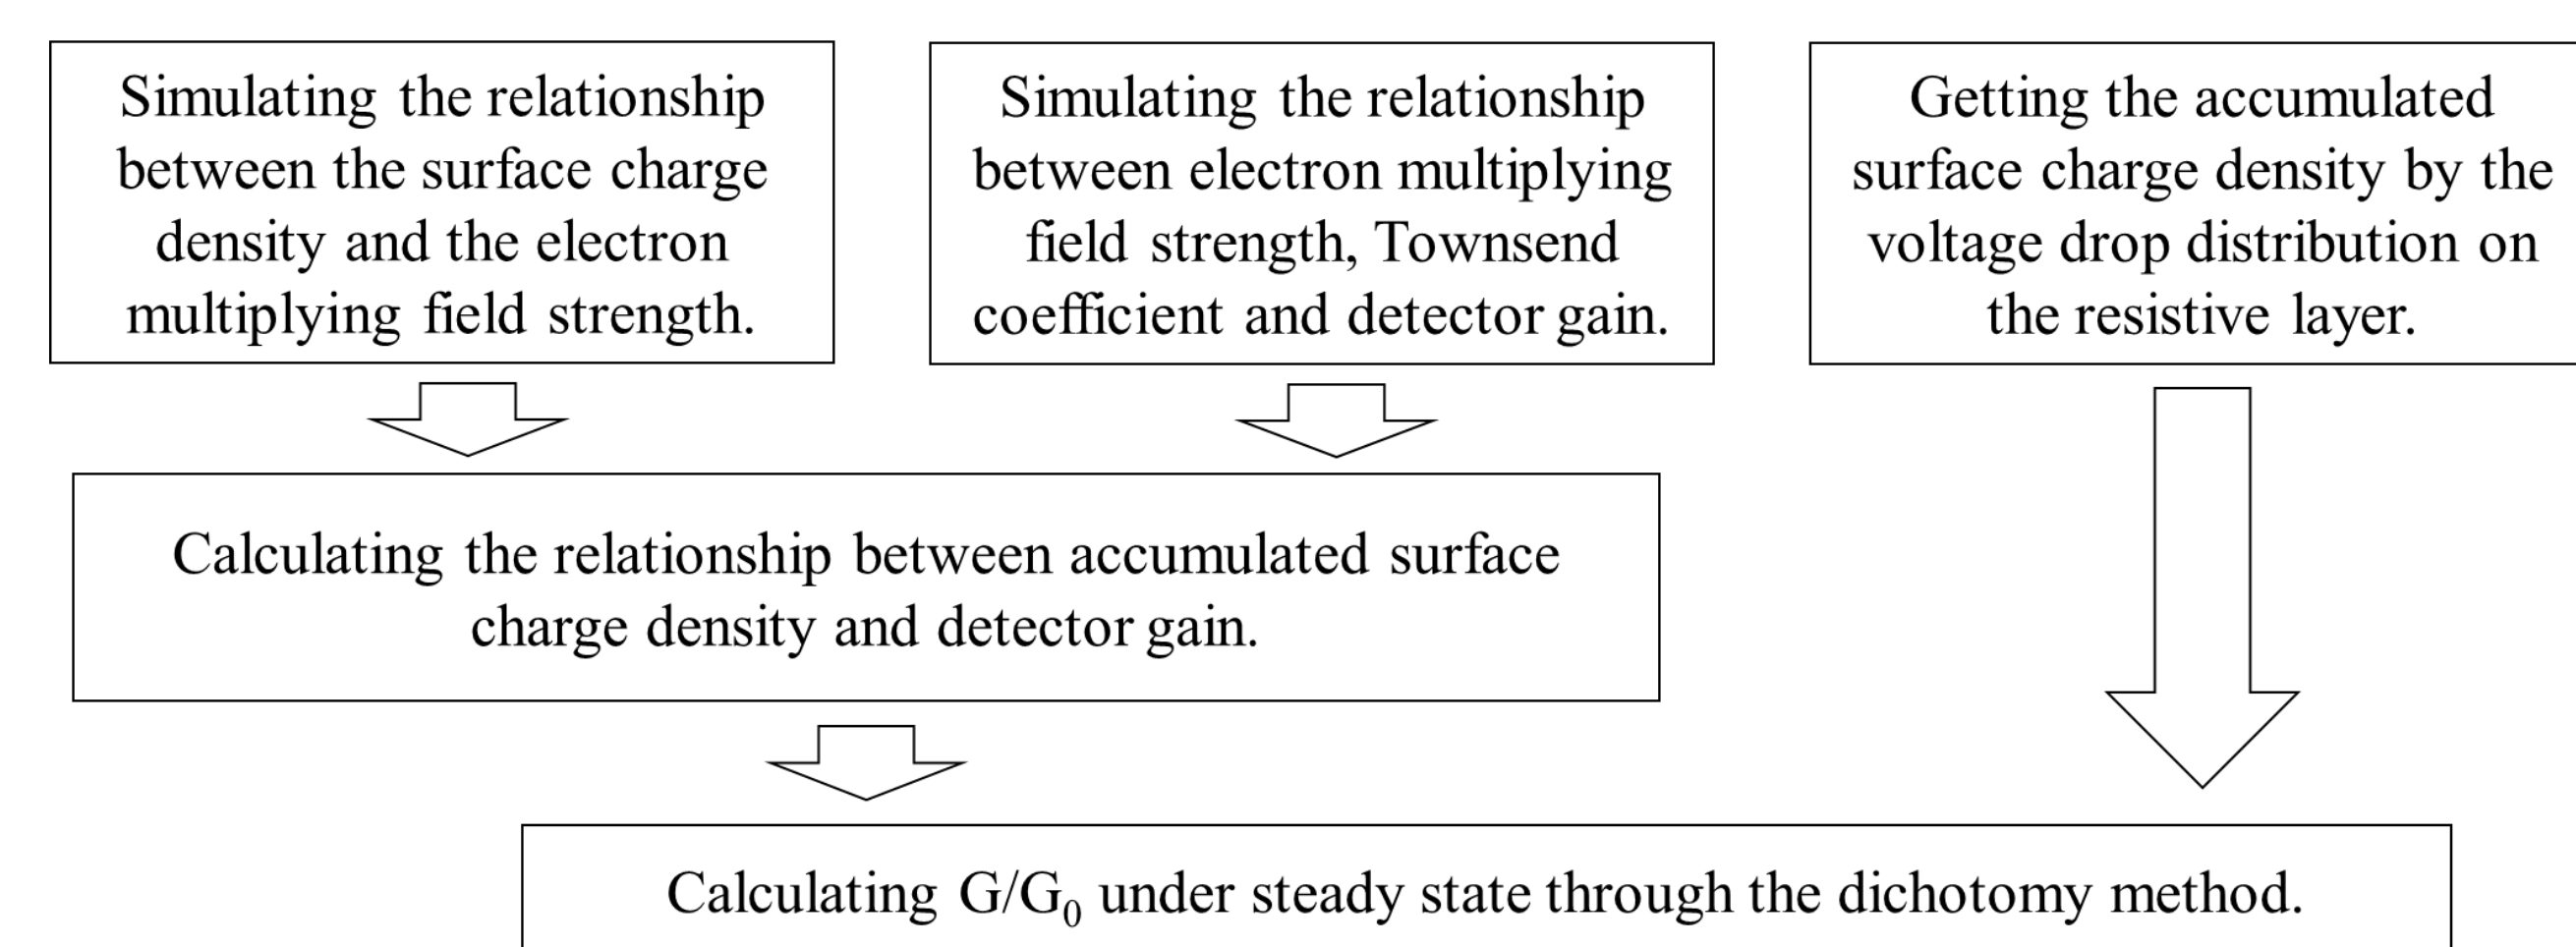 Simulating the relationship
between the surface charge
density and the electron
multiplying field strength.
Simulating the relationship
between electron multiplying
field strength, Townsend
coefficient and detector gain.
Getting the accumulated
surface charge density by the
voltage drop distribution on
the resistive layer.
Calculating the relationship between accumulated surface
charge density and detector gain.
Calculating G/G₀ under steady state through the dichotomy method.